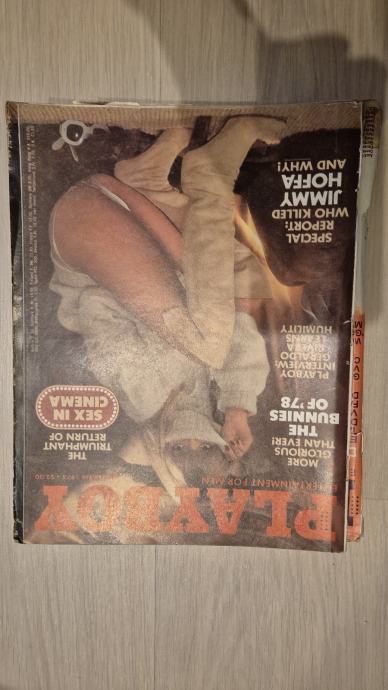 PLAYBOY
ENTERTAINMENT FOR MEN
MORE
GLORIOUS
THAN EVER!
THE
BUNNIES
OF '78
PLAYBOY
INTERVIEW:
GERALDO
RIVERA
LEARNS
HUMILITY
SPECIAL
REPORT:
WHO KILLED
JIMMY
HOFFA
AND WHY!
THE
TRIUMPHANT
RETURN OF
SEX IN
CINEMA